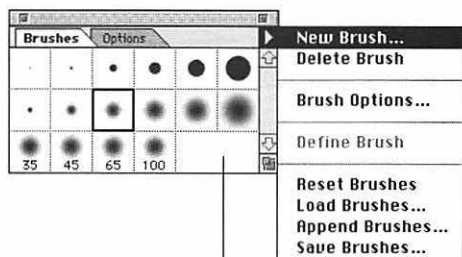 Brushes Options
35 45 65 100
New Brush...
Delete Brush
Brush Options...
Define Brush
Reset Brushes
Load Brushes...
Append Brushes...
Save Brushes...